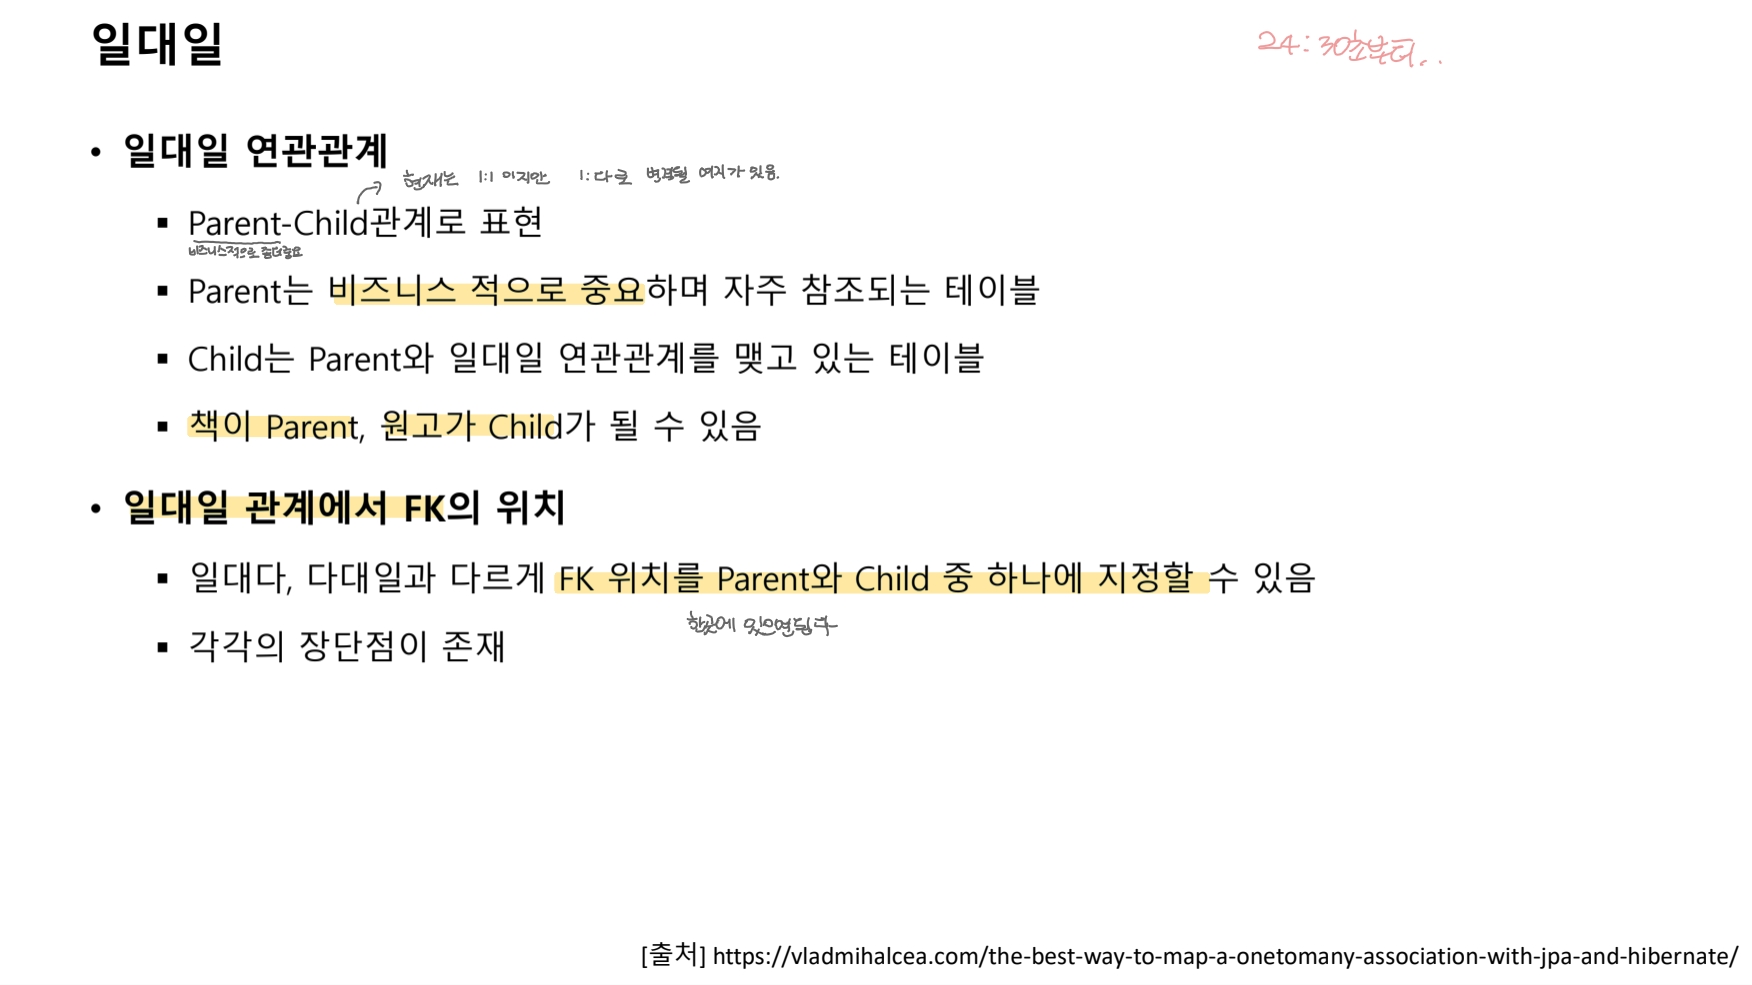 일대일
24:30초부터..
• 일대일 연관관계
현재는 1:1 이지만 1:다로 변경될 여지가 있음.
▪ Parent-Child관계로 표현
비즈니스적으로 좀더중요
▪ Parent는 비즈니스 적으로 중요하며 자주 참조되는 테이블
▪ Child는 Parent와 일대일 연관관계를 맺고 있는 테이블
▪ 책이 Parent, 원고가 Child가 될 수 있음
• 일대일 관계에서 FK의 위치
▪ 일대다, 다대일과 다르게 FK 위치를 Parent와 Child 중 하나에 지정할 수 있음
한곳에 있으면된다
▪ 각각의 장단점이 존재
[출처] https://vladmihalcea.com/the-best-way-to-map-a-onetomany-association-with-jpa-and-hibernate/